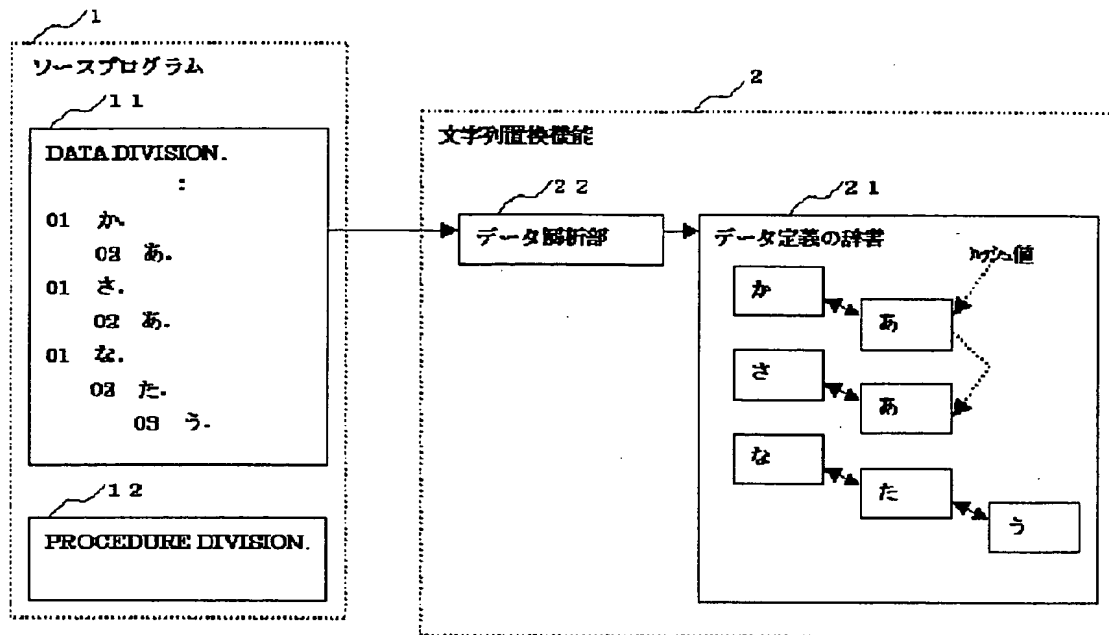 1
ソースプログラム
11
DATA DIVISION.
:
01 か.
02 あ.
01 さ.
02 あ.
01 な.
02 た.
03 う.
12
PROCEDURE DIVISION.
2
文字列置換機能
22
データ解析部
21
データ定義の辞書
ハッシュ値
か
あ
さ
あ
な
た
う